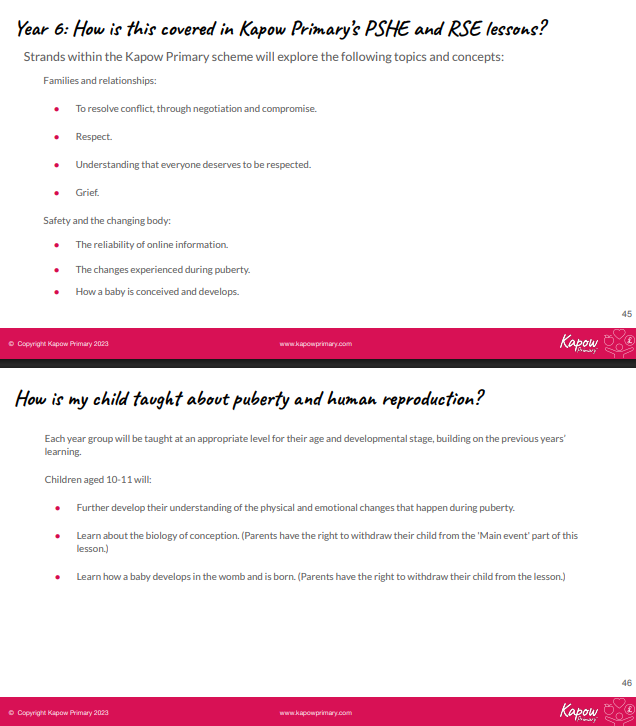 Year 6: How is this covered in Kapow Primary's PSHE and RSE lessons?
Strands within the Kapow Primary scheme will explore the following topics and concepts:
Families and relationships:
● To resolve conflict, through negotiation and compromise.
● Respect.
● Understanding that everyone deserves to be respected.
● Grief.
Safety and the changing body:
● The reliability of online information.
● The changes experienced during puberty.
● How a baby is conceived and develops.
45
© Copyright Kapow Primary 2023 www.kapowprimary.com Kapow
Primary
How is my child taught about puberty and human reproduction?
Each year group will be taught at an appropriate level for their age and developmental stage, building on the previous years'
learning.
Children aged 10-11 will:
● Further develop their understanding of the physical and emotional changes that happen during puberty.
● Learn about the biology of conception. (Parents have the right to withdraw their child from the 'Main event' part of this
lesson.)
● Learn how a baby develops in the womb and is born. (Parents have the right to withdraw their child from the lesson.)
46
© Copyright Kapow Primary 2023 www.kapowprimary.com Kapow
Primary